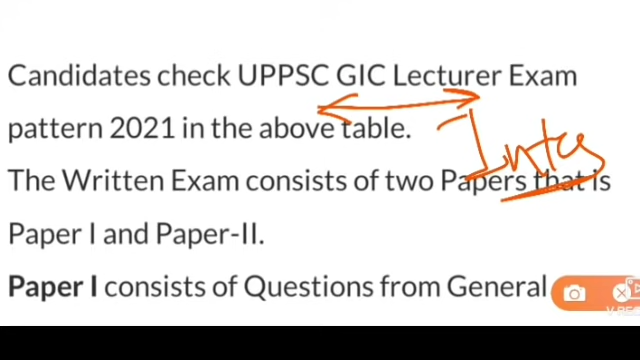 Candidates check UPPSC GIC Lecturer Exam
pattern 2021 in the above table.
The Written Exam consists of two Papers that is
Paper I and Paper-II.
Paper I consists of Questions from General